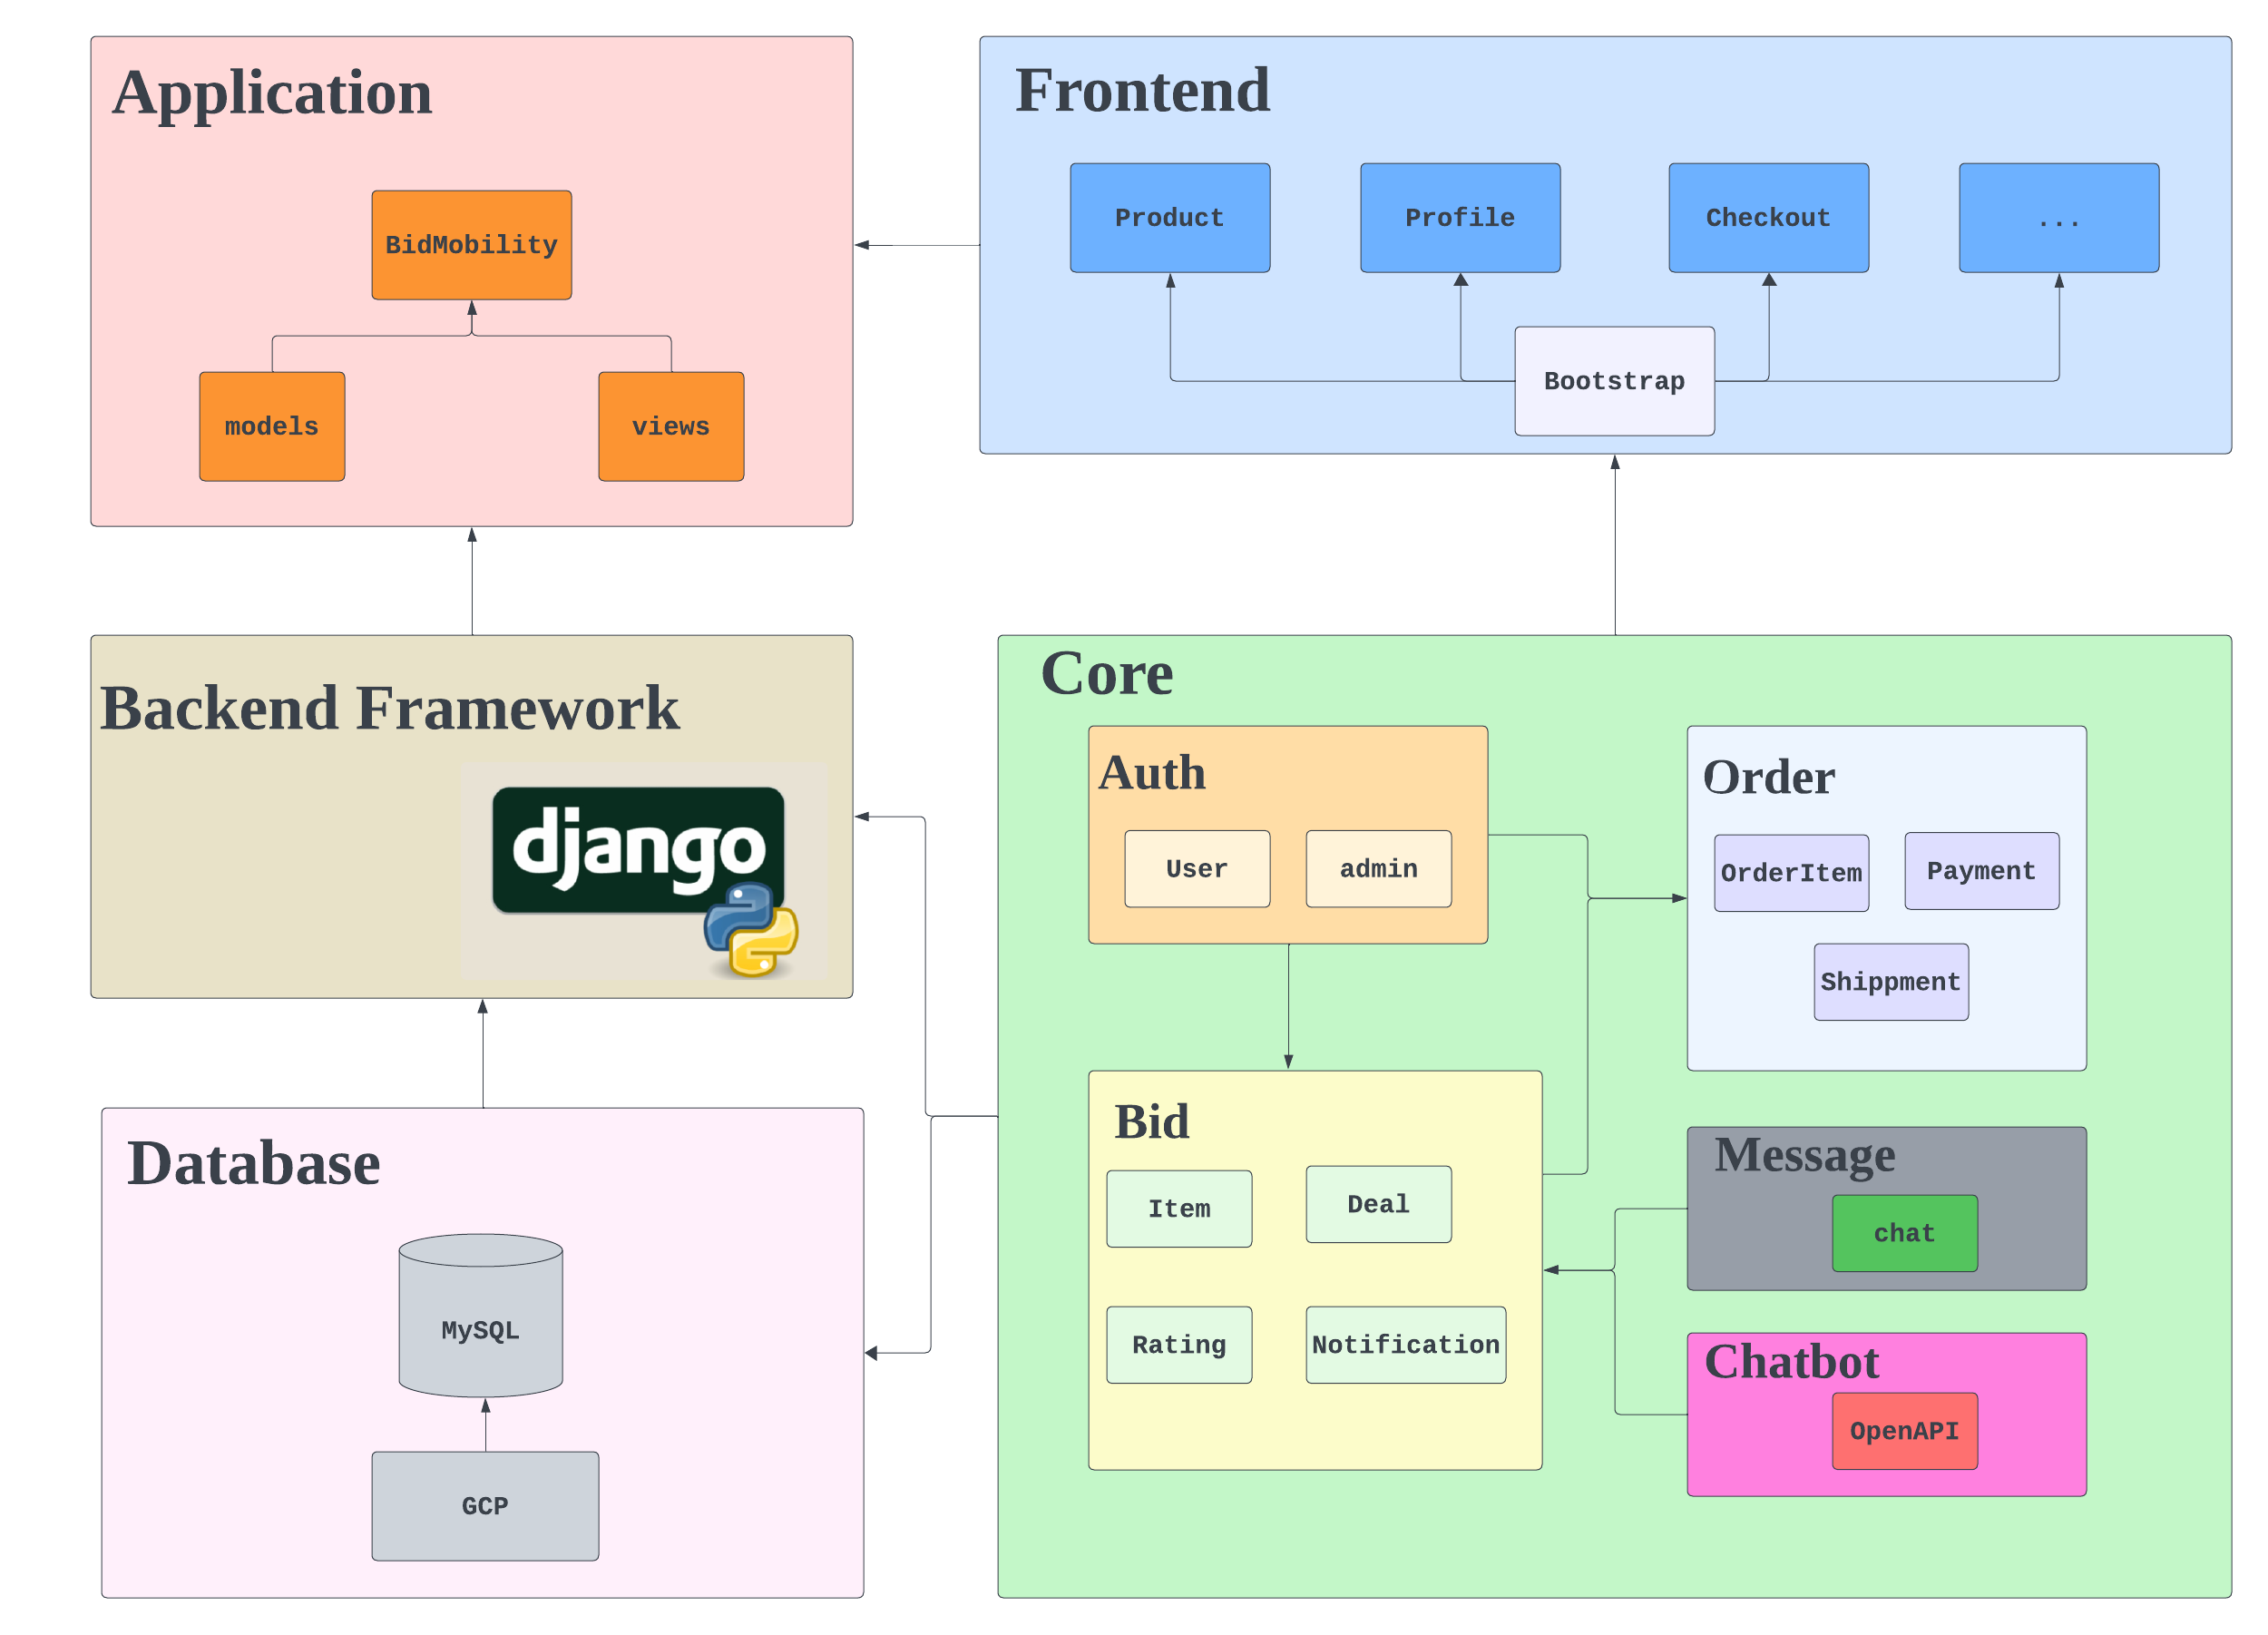 Application
BidMobility
models
views
Frontend
Product
Profile
Checkout
...
Bootstrap
Backend Framework
django
Core
Auth
User
admin
Order
OrderItem
Payment
Shippment
Bid
Item
Deal
Rating
Notification
Message
chat
Chatbot
OpenAPI
Database
MySQL
GCP